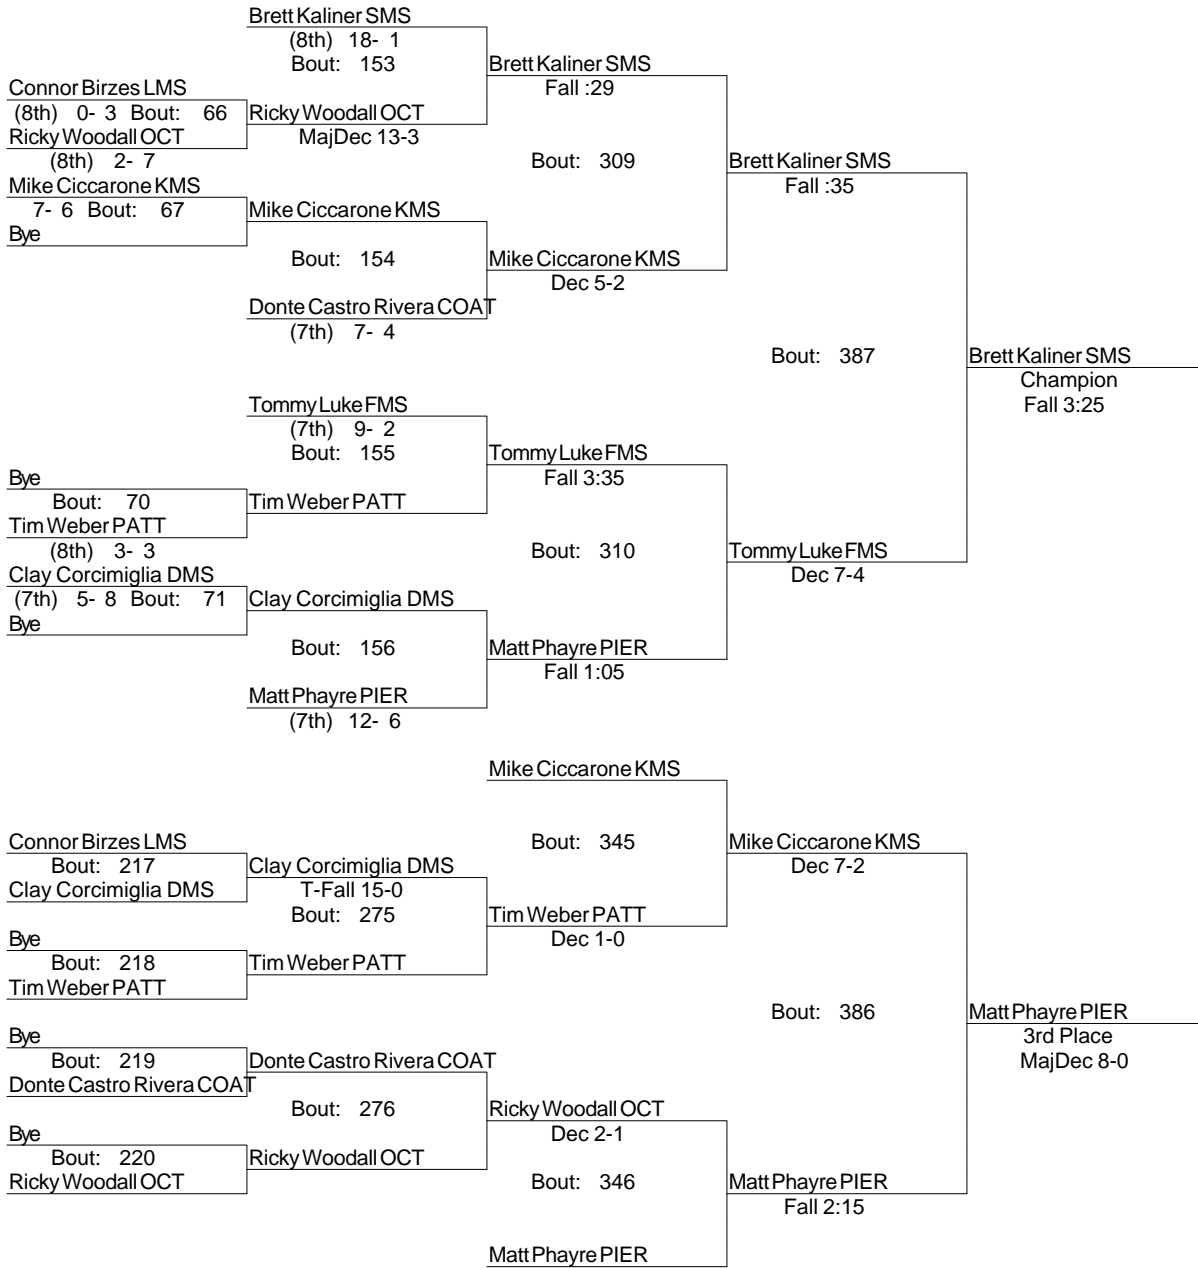 Brett Kaliner SMS
(8th) 18- 1
Bout: 153
Brett Kaliner SMS
Fall :29
Connor Birzes LMS
(8th) 0- 3 Bout: 66
Ricky Woodall OCT
Ricky Woodall OCT
MajDec 13-3
(8th) 2- 7
Bout: 309
Brett Kaliner SMS
Fall :35
Mike Ciccarone KMS
7- 6 Bout: 67
Mike Ciccarone KMS
Bye
Bout: 154
Mike Ciccarone KMS
Dec 5-2
Donte Castro Rivera COAT
(7th) 7- 4
Bout: 387
Brett Kaliner SMS
Champion
Fall 3:25
Tommy Luke FMS
(7th) 9- 2
Bout: 155
Tommy Luke FMS
Fall 3:35
Bye
Bout: 70
Tim Weber PATT
Tim Weber PATT
(8th) 3- 3
Bout: 310
Tommy Luke FMS
Dec 7-4
Clay Corcimiglia DMS
(7th) 5- 8 Bout: 71
Clay Corcimiglia DMS
Bye
Bout: 156
Matt Phayre PIER
Fall 1:05
Matt Phayre PIER
(7th) 12- 6
Mike Ciccarone KMS
Connor Birzes LMS
Bout: 217
Clay Corcimiglia DMS
Clay Corcimiglia DMS
T-Fall 15-0
Bout: 345
Mike Ciccarone KMS
Dec 7-2
Bout: 275
Tim Weber PATT
Dec 1-0
Bye
Bout: 218
Tim Weber PATT
Tim Weber PATT
Bout: 386
Matt Phayre PIER
3rd Place
MajDec 8-0
Bye
Bout: 219
Donte Castro Rivera COAT
Donte Castro Rivera COAT
Bout: 276
Ricky Woodall OCT
Dec 2-1
Bye
Bout: 220
Ricky Woodall OCT
Ricky Woodall OCT
Bout: 346
Matt Phayre PIER
Fall 2:15
Matt Phayre PIER